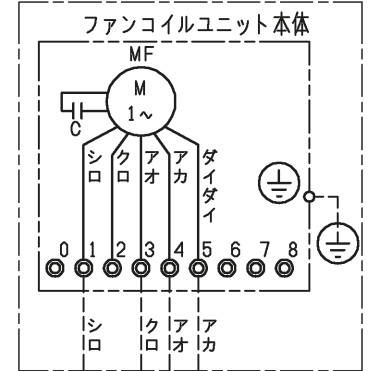 ファンコイルユニット本体
MF
M
1~
C
シロ
クロ
アオ
アカ
ダイダイ
0 1 2 3 4 5 6 7 8
シロ
クロ
アオ
アカ